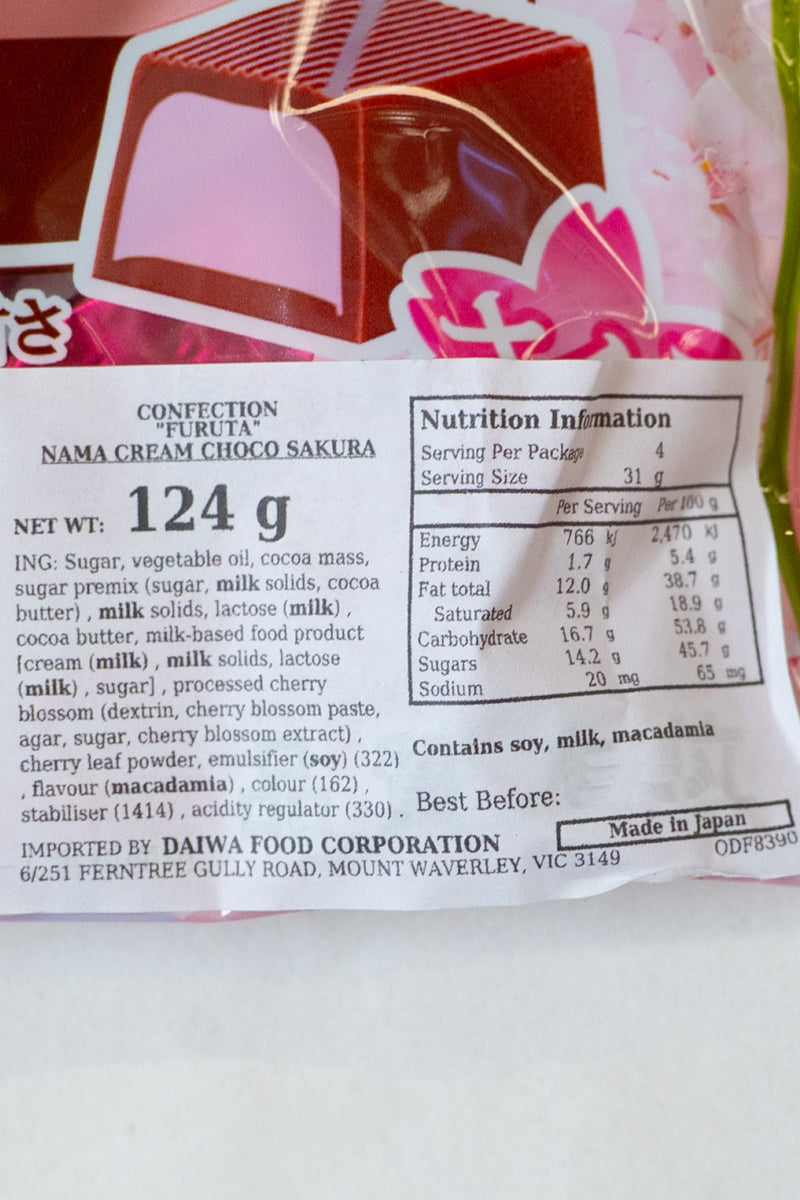 さ
CONFECTION
"FURUTA"
NAMA CREAM CHOCO SAKURA
NET WT: 124 g
ING: Sugar, vegetable oil, cocoa mass,
sugar premix (sugar, milk solids, cocoa
butter) , milk solids, lactose (milk) ,
cocoa butter, milk-based food product
[cream (milk) , milk solids, lactose
(milk) , sugar] , processed cherry
blossom (dextrin, cherry blossom paste,
agar, sugar, cherry blossom extract) ,
cherry leaf powder, emulsifier (soy) (322)
, flavour (macadamia) , colour (162) ,
stabiliser (1414) , acidity regulator (330) .
Nutrition Information
Serving Per Package 4
Serving Size 31 g
Per Serving Per 100 g
Energy 766 kj 2,470 kj
Protein 1.7 g 5.4 g
Fat total 12.0 g 38.7 g
Saturated 5.9 g 18.9 g
Carbohydrate 16.7 g 53.8 g
Sugars 14.2 g 45.7 g
Sodium 20 mg 65 mg
Contains soy, milk, macadamia
Best Before:
Made in Japan
IMPORTED BY DAIWA FOOD CORPORATION
6/251 FERNTREE GULLY ROAD, MOUNT WAVERLEY, VIC 3149
ODF8390